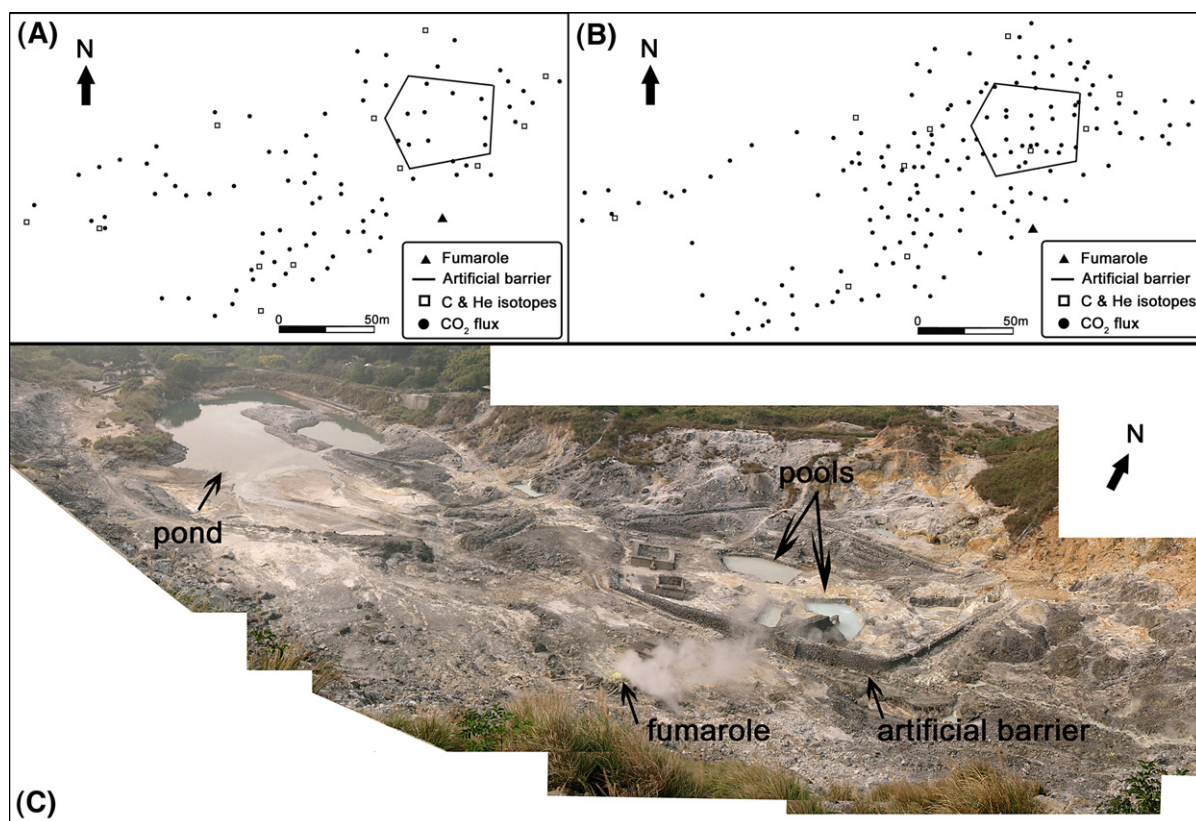 (A)
N
Fumarole
Artificial barrier
C & He isotopes
CO₂ flux
0 50m
(B)
N
Fumarole
Artificial barrier
C & He isotopes
CO₂ flux
0 50m
N
pools
pond
fumarole
artificial barrier
(C)